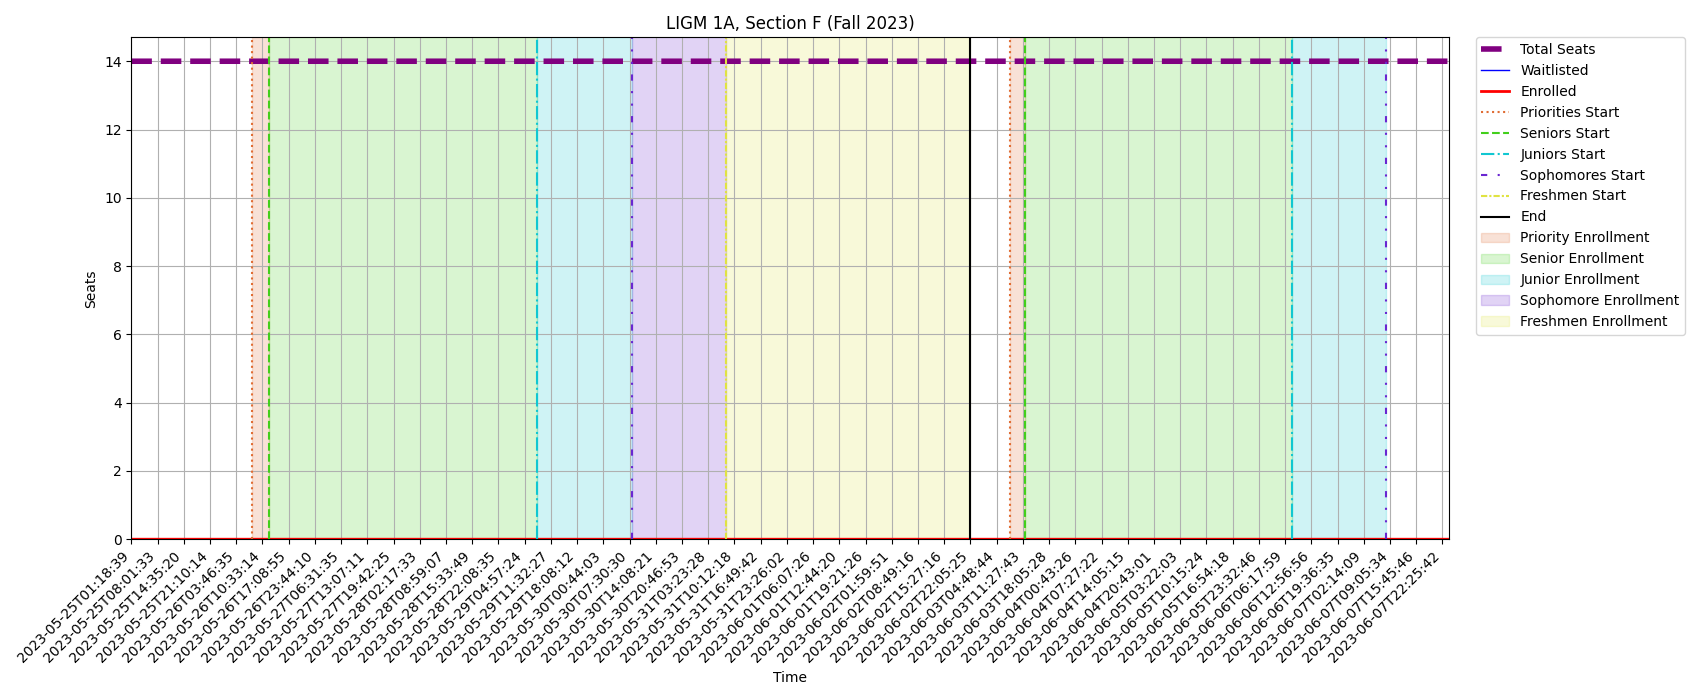 LIGM 1A, Section F (Fall 2023)
Seats
14
12
10
8
6
4
2
0
2023-05-25T01:18:39
2023-05-25T08:01:33
2023-05-25T14:35:20
2023-05-25T21:10:14
2023-05-26T03:46:35
2023-05-26T10:33:14
2023-05-26T17:08:55
2023-05-26T23:44:10
2023-05-27T06:31:35
2023-05-27T13:07:11
2023-05-27T19:42:25
2023-05-28T02:17:33
2023-05-28T08:59:07
2023-05-28T15:33:49
2023-05-28T22:08:35
2023-05-29T04:57:24
2023-05-29T11:32:27
2023-05-29T18:08:12
2023-05-30T00:44:03
2023-05-30T07:30:30
2023-05-30T14:08:21
2023-05-30T20:46:53
2023-05-31T03:23:28
2023-05-31T10:12:18
2023-05-31T16:49:42
2023-05-31T23:26:02
2023-06-01T06:07:26
2023-06-01T12:44:20
2023-06-01T19:21:26
2023-06-02T01:59:51
2023-06-02T08:49:16
2023-06-02T15:27:16
2023-06-02T22:05:25
2023-06-03T04:48:44
2023-06-03T11:27:43
2023-06-03T18:05:28
2023-06-04T00:43:26
2023-06-04T07:27:22
2023-06-04T14:05:15
2023-06-04T20:43:01
2023-06-05T03:22:03
2023-06-05T10:15:24
2023-06-05T16:54:18
2023-06-05T23:32:46
2023-06-06T06:17:59
2023-06-06T12:56:56
2023-06-06T19:36:35
2023-06-07T02:14:09
2023-06-07T09:05:34
2023-06-07T15:45:46
2023-06-07T22:25:42
Time
Total Seats
Waitlisted
Enrolled
Priorities Start
Seniors Start
Juniors Start
Sophomores Start
Freshmen Start
End
Priority Enrollment
Senior Enrollment
Junior Enrollment
Sophomore Enrollment
Freshmen Enrollment